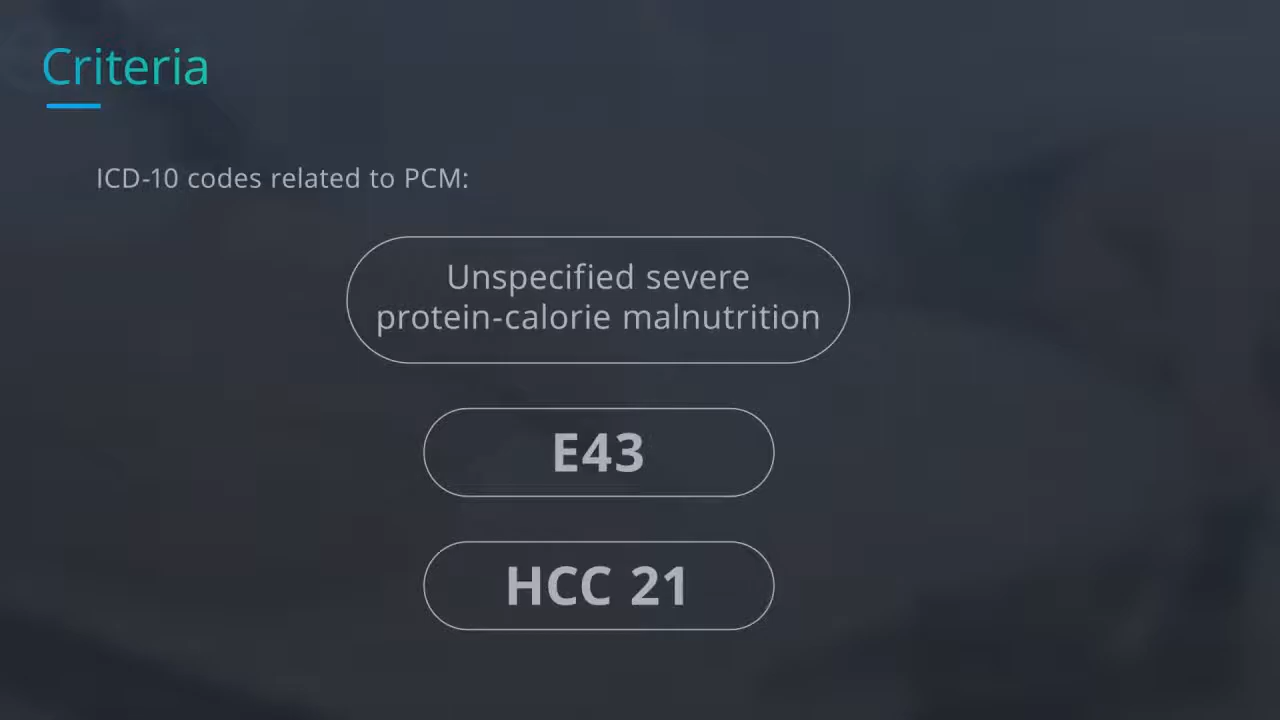 Criteria
ICD-10 codes related to PCM:
Unspecified severe
protein-calorie malnutrition
E43
HCC 21